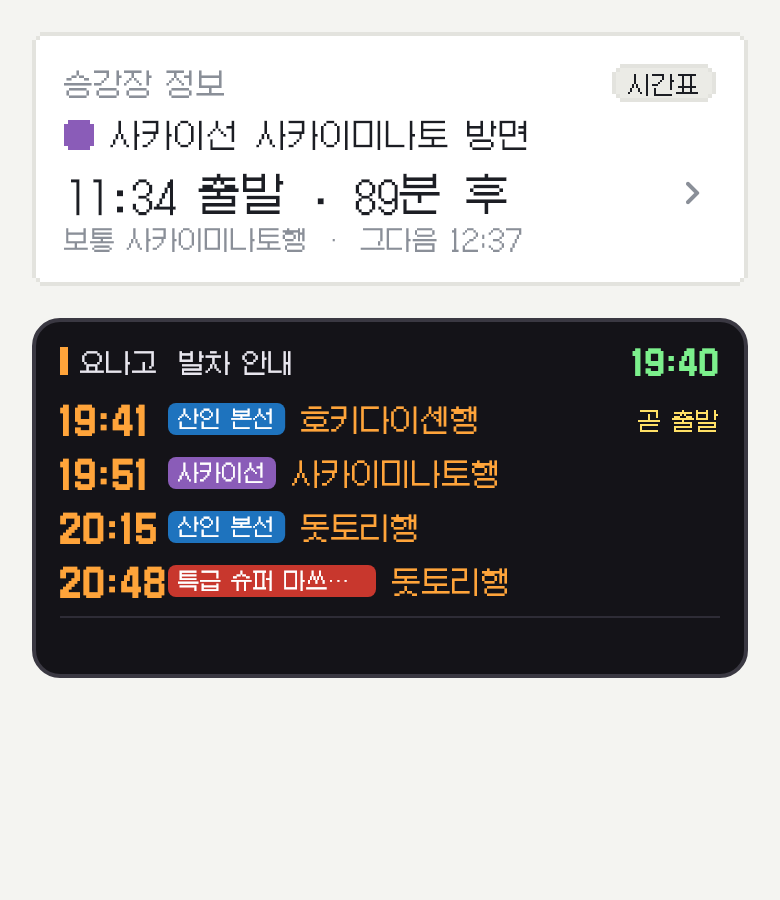 승강장 정보 시간표
사카이선 사카이미나토 방면
11:34 출발 · 89분 후
보통 사카이미나토행 · 그다음 12:37
요나고 발차 안내 19:40
19:41 산인 본선 호키다이센행 곧 출발
19:51 사카이선 사카이미나토행
20:15 산인 본선 돗토리행
20:48 특급 슈퍼 마쓰… 돗토리행